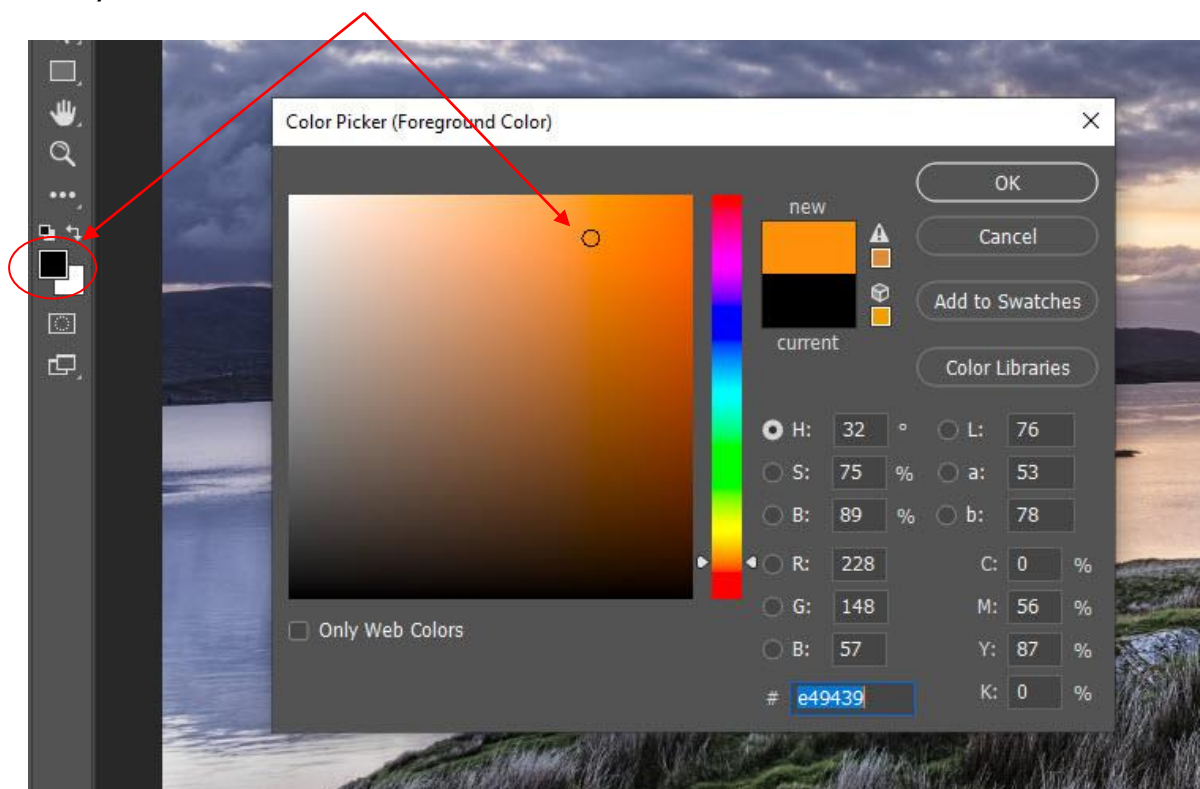 Color Picker (Foreground Color)
OK
new
Cancel
Add to Swatches
current
Color Libraries
H: 32 ° L: 76
S: 75 % a: 53
B: 89 % b: 78
R: 228 C: 0 %
G: 148 M: 56 %
Only Web Colors
B: 57 Y: 87 %
# e49439 K: 0 %